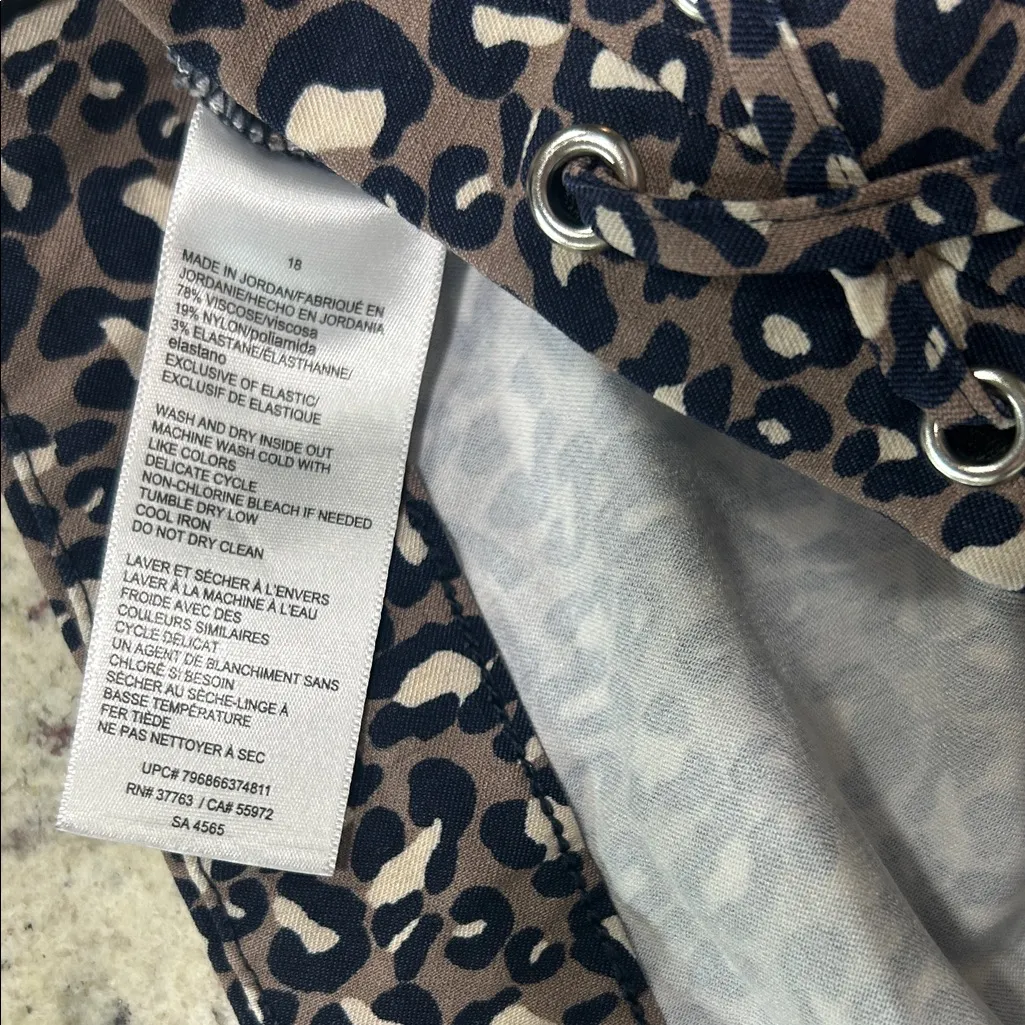 18
MADE IN JORDAN/FABRIQUÉ EN
JORDANIE/HECHO EN JORDANIA
78% VISCOSE/viscosa
19% NYLON/poliamida
3% ELASTANE/ÉLASTHANNE/
elastano
EXCLUSIVE OF ELASTIC/
EXCLUSIF DE ELASTIQUE
WASH AND DRY INSIDE OUT
MACHINE WASH COLD WITH
LIKE COLORS
DELICATE CYCLE
NON-CHLORINE BLEACH IF NEEDED
TUMBLE DRY LOW
COOL IRON
DO NOT DRY CLEAN
LAVER ET SÉCHER À L'ENVERS
LAVER À LA MACHINE À L'EAU
FROIDE AVEC DES
COULEURS SIMILAIRES
CYCLE DÉLICAT
UN AGENT DE BLANCHIMENT SANS
CHLORE SI BESOIN
SÉCHER AU SÈCHE-LINGE À
BASSE TEMPÉRATURE
FER TIÈDE
NE PAS NETTOYER À SEC
UPC# 796866374811
RN# 37763 / CA# 55972
SA 4565